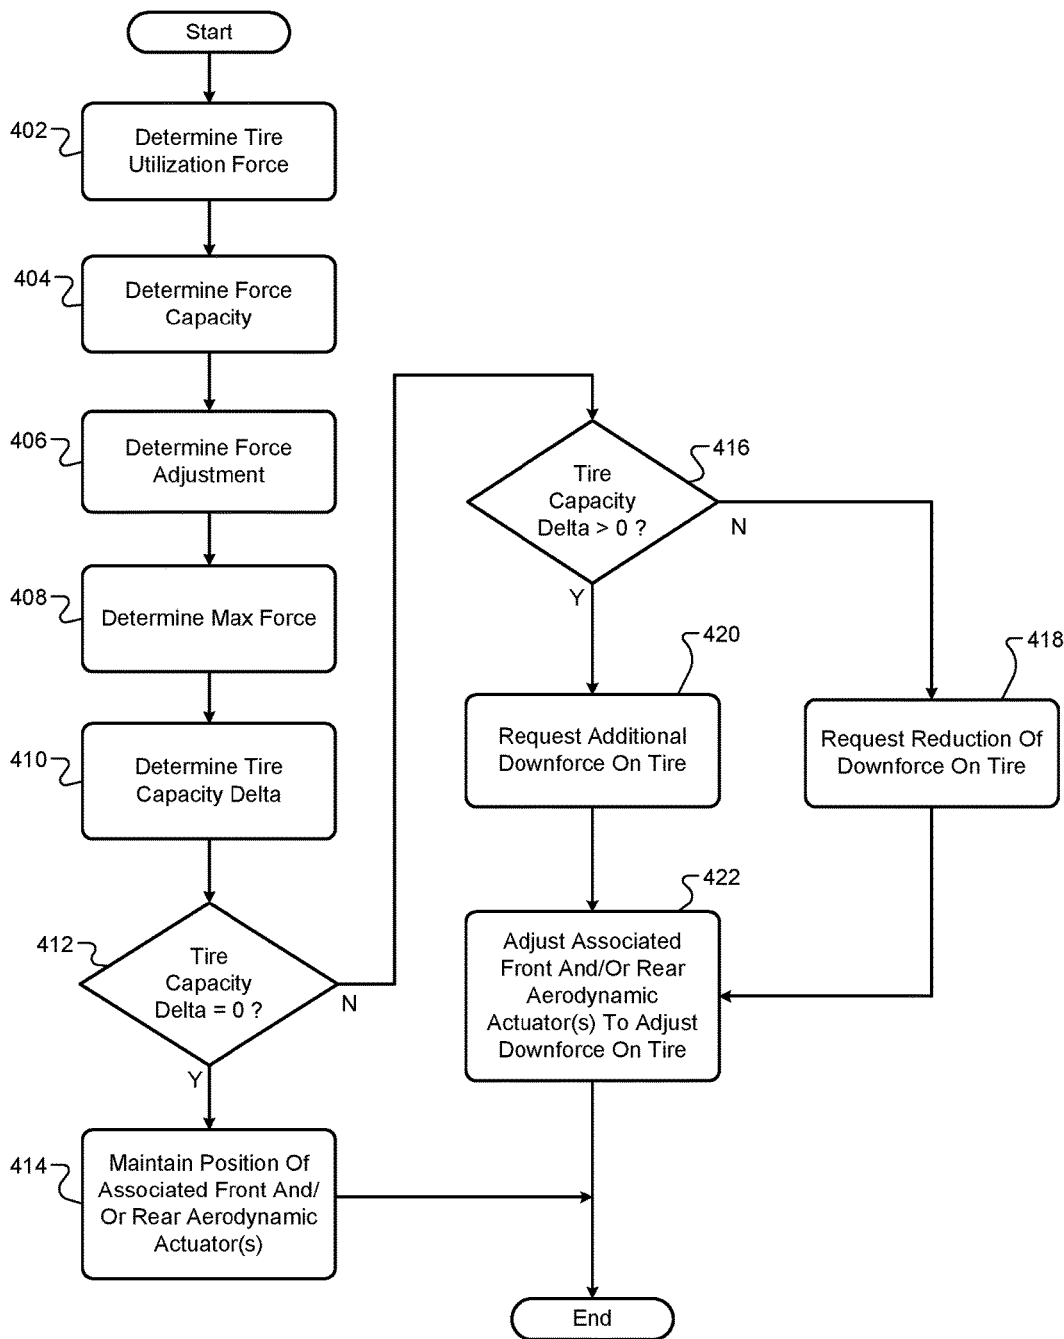 Start
402
Determine Tire
Utilization Force
404
Determine Force
Capacity
406
Determine Force
Adjustment
408
Determine Max Force
410
Determine Tire
Capacity Delta
412
Tire
Capacity
Delta = 0 ?
N
Y
414
Maintain Position Of
Associated Front And/
Or Rear Aerodynamic
Actuator(s)
416
Tire
Capacity
Delta > 0 ?
N
Y
420
Request Additional
Downforce On Tire
418
Request Reduction Of
Downforce On Tire
422
Adjust Associated
Front And/Or Rear
Aerodynamic
Actuator(s) To Adjust
Downforce On Tire
End